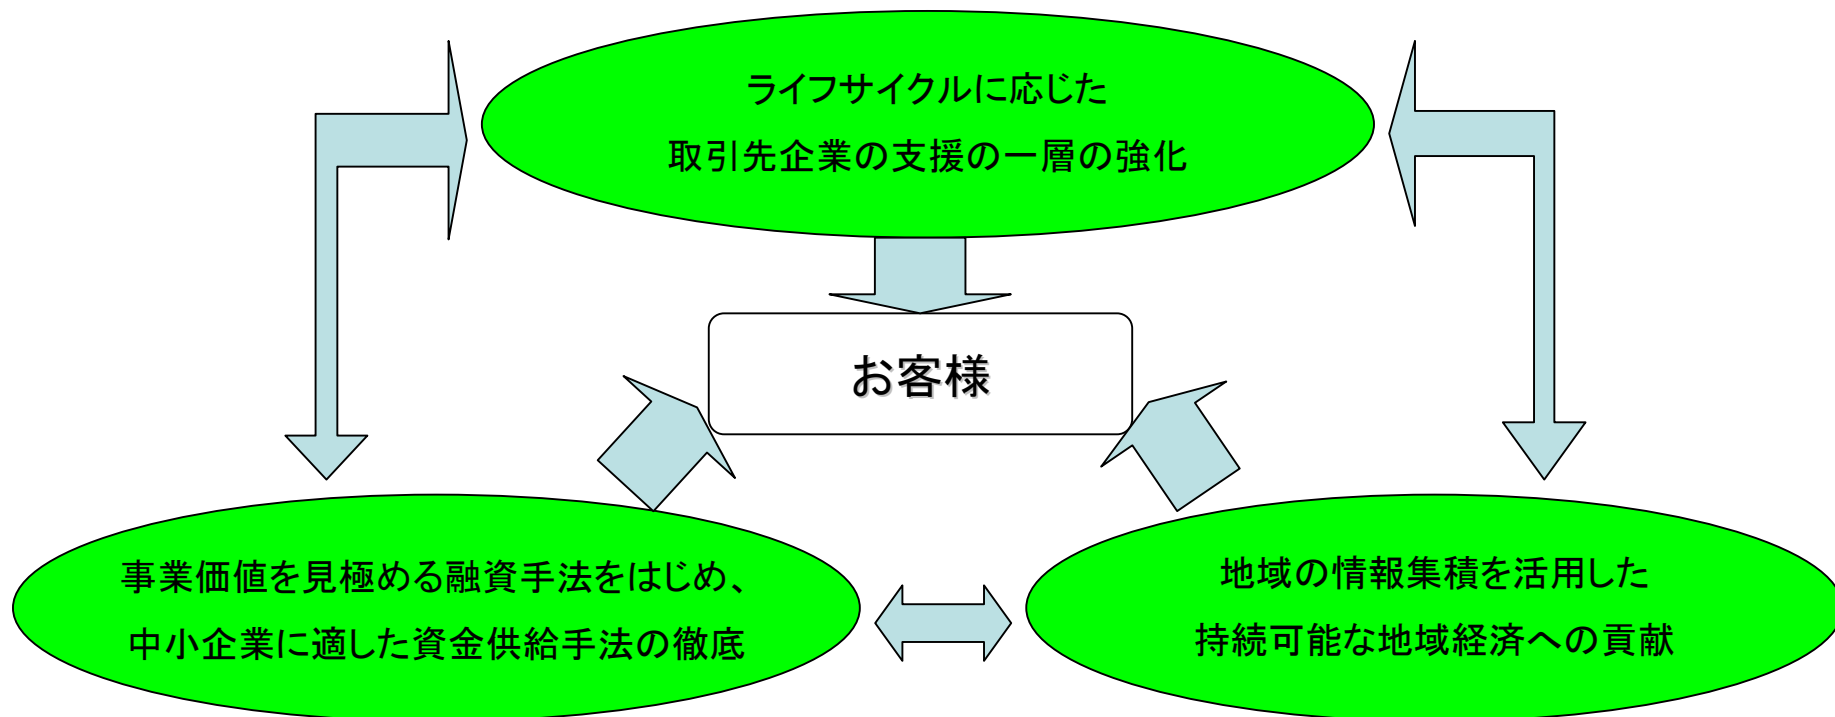 ライフサイクルに応じた
取引先企業の支援の一層の強化
お客様
事業価値を見極める融資手法をはじめ、
中小企業に適した資金供給手法の徹底
地域の情報集積を活用した
持続可能な地域経済への貢献